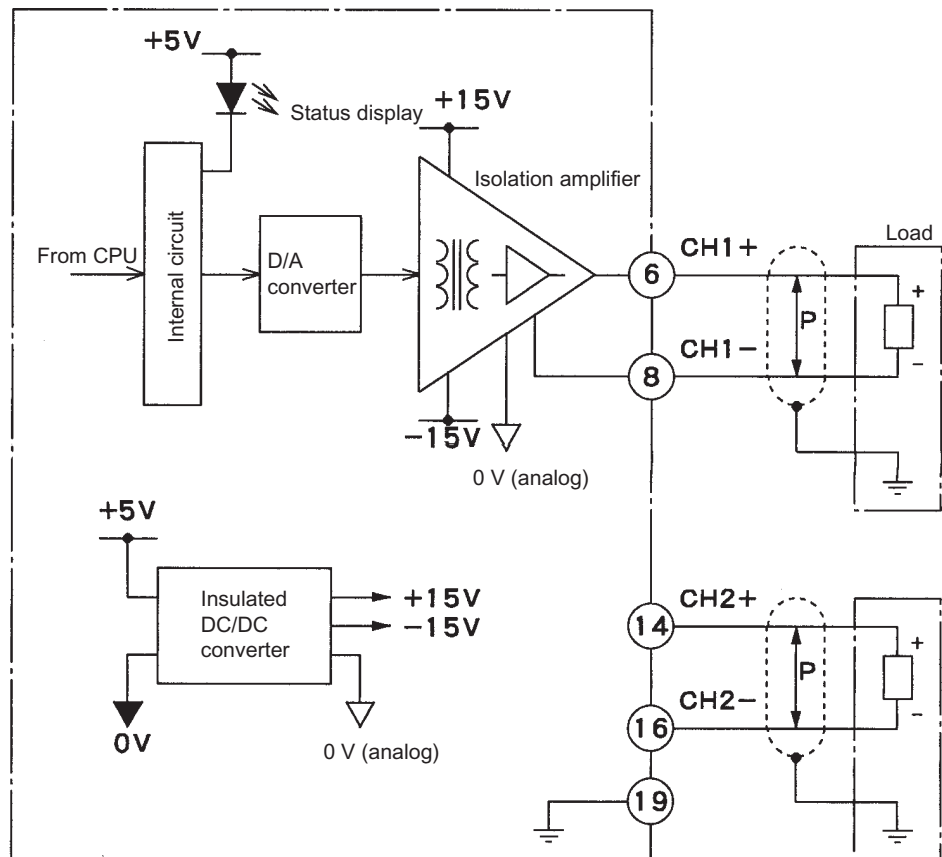 +5V
Status display
+15V
Isolation amplifier
Internal circuit
From CPU
D/A
converter
6
CH1+
Load
+
P
CH1-
-
8
-15V
0 V (analog)
+5V
Insulated
DC/DC
converter
+15V
-15V
0V
0 V (analog)
14
CH2+
+
P
CH2-
-
16
19